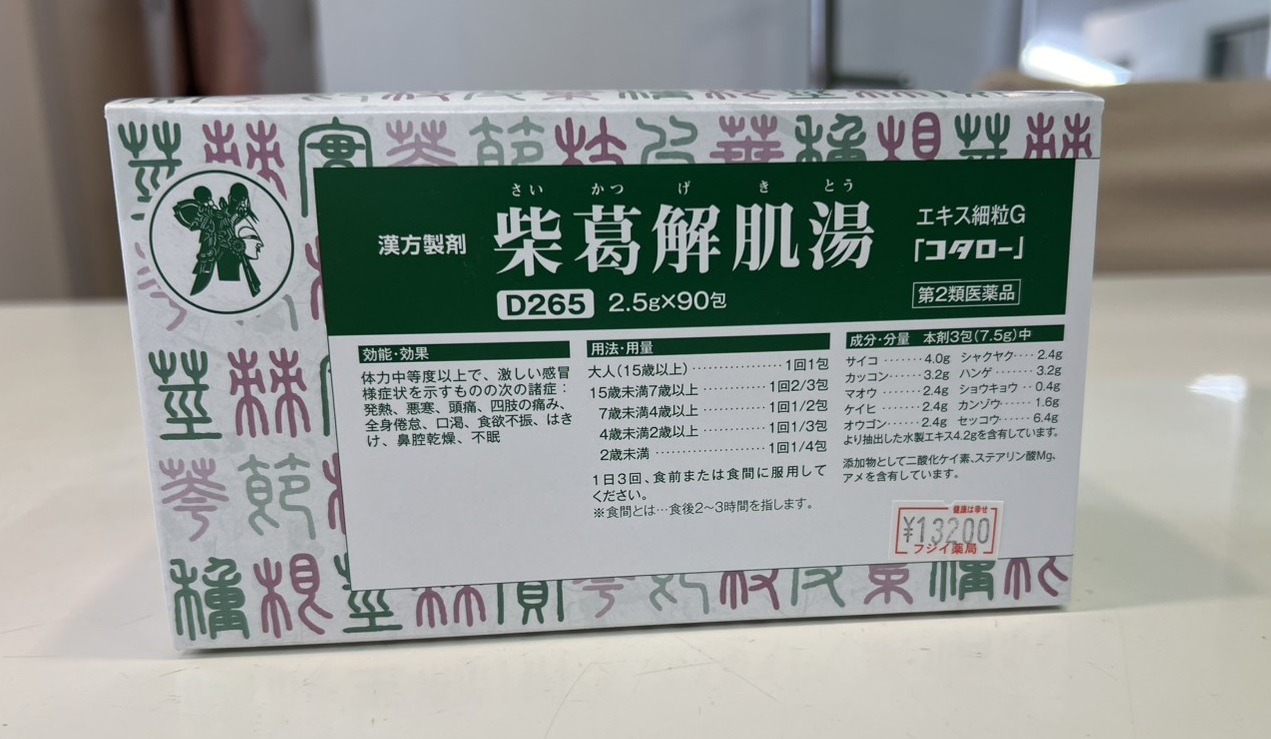 さい かつ げ き とう
漢方製剤 柴葛解肌湯 エキス細粒G
「コタロー」
D265 2.5g×90包 第2類医薬品
効能・効果
体力中等度以上で、激しい感冒
様症状を示すものの次の諸症：
発熱、悪寒、頭痛、四肢の痛み、
全身倦怠、口渇、食欲不振、はき
け、鼻腔乾燥、不眠
用法・用量
大人(15歳以上) ………………… 1回1包
15歳未満7歳以上 ………… 1回2/3包
7歳未満4歳以上 ………… 1回1/2包
4歳未満2歳以上 ………… 1回1/3包
2歳未満 ………………………… 1回1/4包
1日3回、食前または食間に服用して
ください。
※食間とは…食後2〜3時間を指します。
成分・分量 本剤3包(7.5g)中
サイコ ……… 4.0g シャクヤク…… 2.4g
カッコン……… 3.2g ハンゲ………… 3.2g
マオウ ……… 2.4g ショウキョウ… 0.4g
ケイヒ ……… 2.4g カンゾウ……… 1.6g
オウゴン……… 2.4g セッコウ……… 6.4g
より抽出した水製エキス4.2gを含有しています。
添加物として二酸化ケイ素、ステアリン酸Mg、
アメを含有しています。
健康は幸せ
¥13200
フジイ薬局